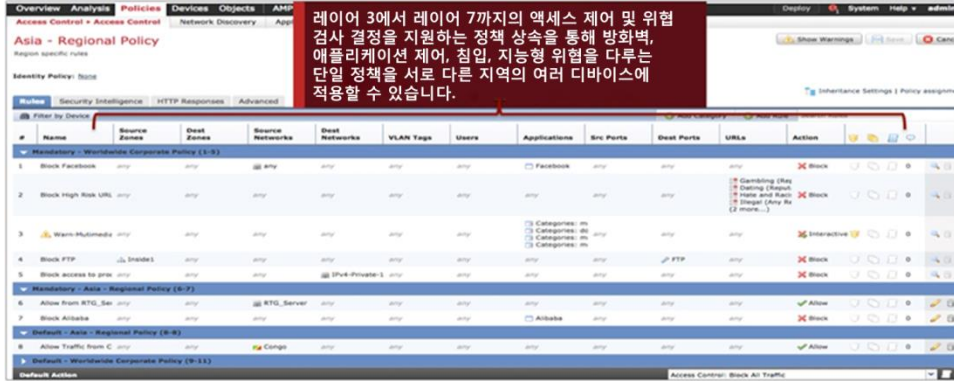 Overview Analysis Policies Devices Objects AMP Deploy System Help admin
Access Control ▸ Access Control Network Discovery
레이어 3에서 레이어 7까지의 액세스 제어 및 위협
검사 결정을 지원하는 정책 상속을 통해 방화벽,
애플리케이션 제어, 침입, 지능형 위협을 다루는
단일 정책을 서로 다른 지역의 여러 디바이스에
적용할 수 있습니다.
Asia - Regional Policy
Region specific rules
Show Warnings Save
Identity Policy: None
Inheritance Settings | Policy
Rules Security Intelligence HTTP Responses Advanced
Filter by Device
# Name Source Zones Dest Zones Source Networks Dest Networks VLAN Tags Users Applications Src Ports Dest Ports URLs Action
Mandatory - Worldwide Corporate Policy (1-5)
1 Block Facebook any any any any any any Facebook any any any Block 0
2 Block High Risk URL any any any any any any any any any Gambling Block 0
Dating
Hate and
Illegal (Any
(2 more...)
3 Warn-Mutimedia any any any any any any Categories: any any any Interactive 0
Categories:
Categories:
Categories:
4 Block FTP Inside1 any any any any any any any FTP any Block 0
5 Block access to any any any IPv4-Private-1 any any any any any any Block 0
Mandatory - Asia - Regional Policy (6-7)
6 Allow from RTG_Ser any any RTG_Server any any any any any any any Allow 0
7 Block Alibaba any any any any any any Alibaba any any any Block 0
Default - Asia - Regional Policy (8-8)
8 Allow Traffic from C any any Congo any any any any any any any Allow 0
Default - Worldwide Corporate Policy (9-11)
Default Action Access Control: Block All Traffic